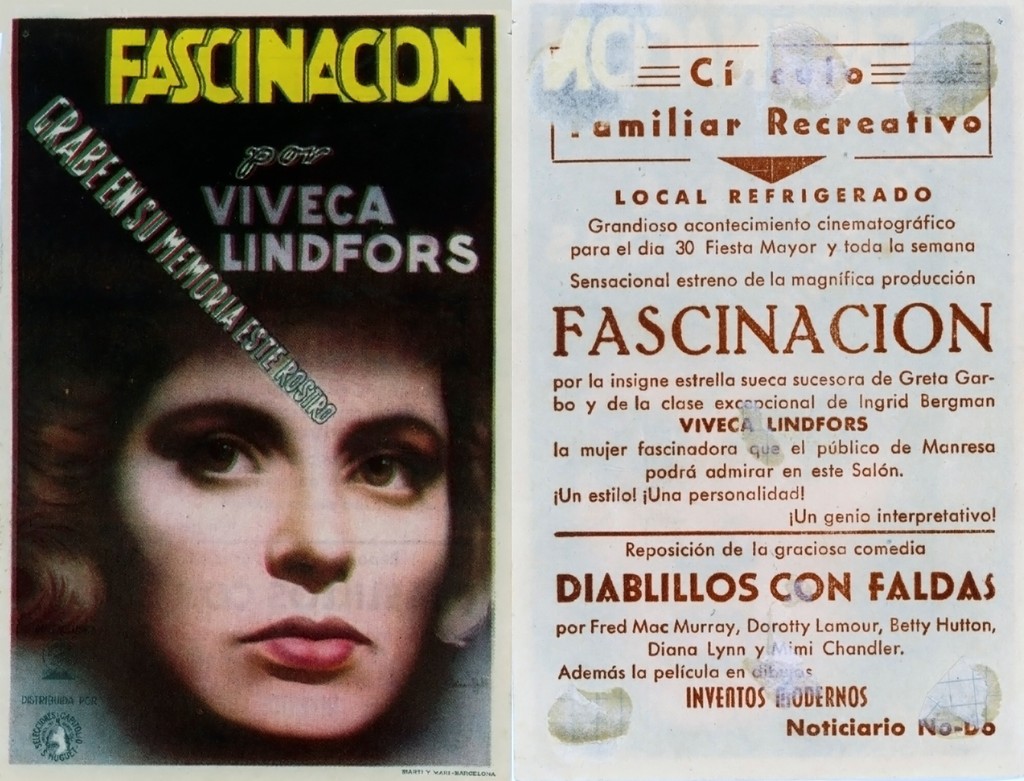 FASCINACION
GRABE EN SU MEMORIA ESTE ROSTRO
por
VIVECA
LINDFORS
DISTRIBUIDA POR
SELECCIONES CAPITOLIO
S. HUGUET
MARTI Y MARI-BARCELONA
Círculo
Familiar Recreativo
LOCAL REFRIGERADO
Grandioso acontecimiento cinematográfico
para el dia 30 Fiesta Mayor y toda la semana
Sensacional estreno de la magnífica producción
FASCINACION
por la insigne estrella sueca sucesora de Greta Gar-
bo y de la clase excepcional de Ingrid Bergman
VIVECA LINDFORS
la mujer fascinadora que el público de Manresa
podrá admirar en este Salón.
¡Un estilo! ¡Una personalidad!
¡Un genio interpretativo!
Reposición de la graciosa comedia
DIABLILLOS CON FALDAS
por Fred Mac Murray, Dorotty Lamour, Betty Hutton,
Diana Lynn y Mimi Chandler.
Además la película en dibujos
INVENTOS MODERNOS
Noticiario No-Do